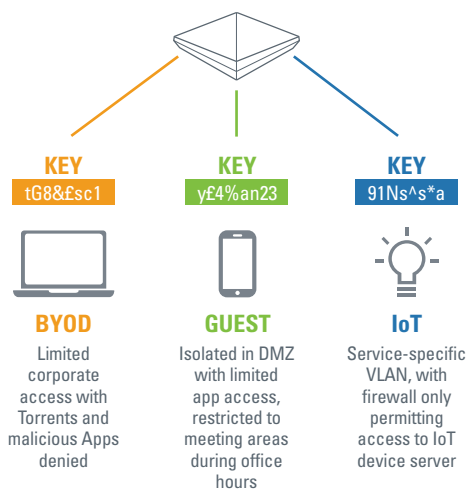 KEY
tG8&£sc1
KEY
y£4%an23
KEY
91Ns^s*a
BYOD
Limited
corporate
access with
Torrents and
malicious Apps
denied
GUEST
Isolated in DMZ
with limited
app access,
restricted to
meeting areas
during office
hours
IoT
Service-specific
VLAN, with
firewall only
permitting
access to IoT
device server